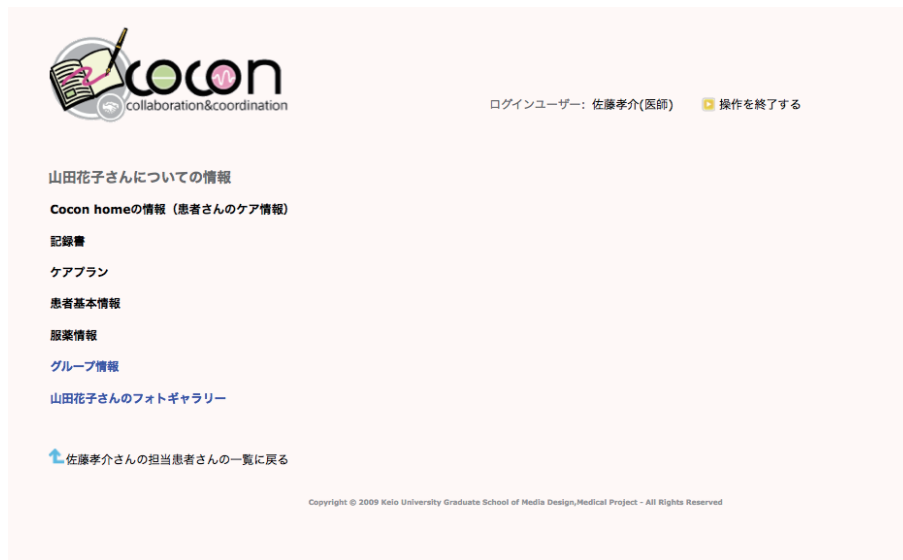 cocon
collaboration&coordination
ログインユーザー: 佐藤孝介(医師) 操作を終了する
山田花子さんについての情報
Cocon homeの情報（患者さんのケア情報）
記録書
ケアプラン
患者基本情報
服薬情報
グループ情報
山田花子さんのフォトギャラリー
佐藤孝介さんの担当患者さんの一覧に戻る
Copyright © 2009 Keio University Graduate School of Media Design,Medical Project - All Rights Reserved